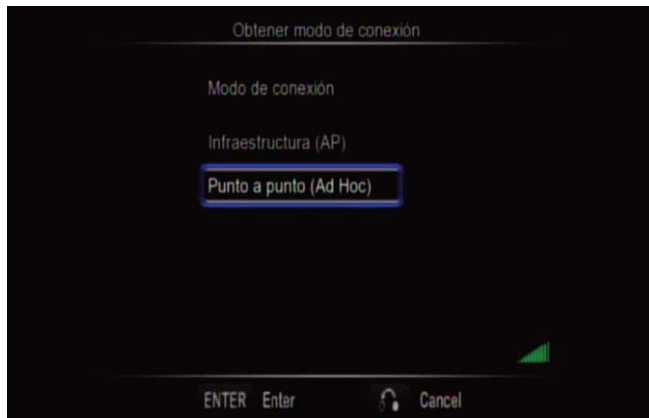 Obtener modo de conexión
Modo de conexión
Infraestructura (AP)
Punto a punto (Ad Hoc)
ENTER Enter Cancel